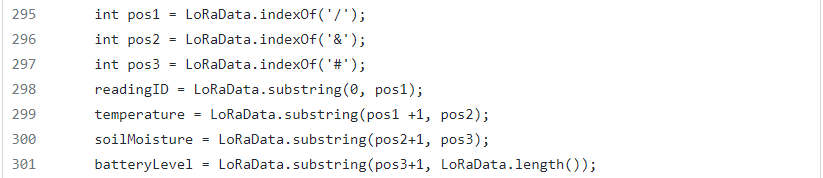 295 int pos1 = LoRaData.indexOf('/');
296 int pos2 = LoRaData.indexOf('&');
297 int pos3 = LoRaData.indexOf('#');
298 readingID = LoRaData.substring(0, pos1);
299 temperature = LoRaData.substring(pos1 +1, pos2);
300 soilMoisture = LoRaData.substring(pos2+1, pos3);
301 batteryLevel = LoRaData.substring(pos3+1, LoRaData.length());